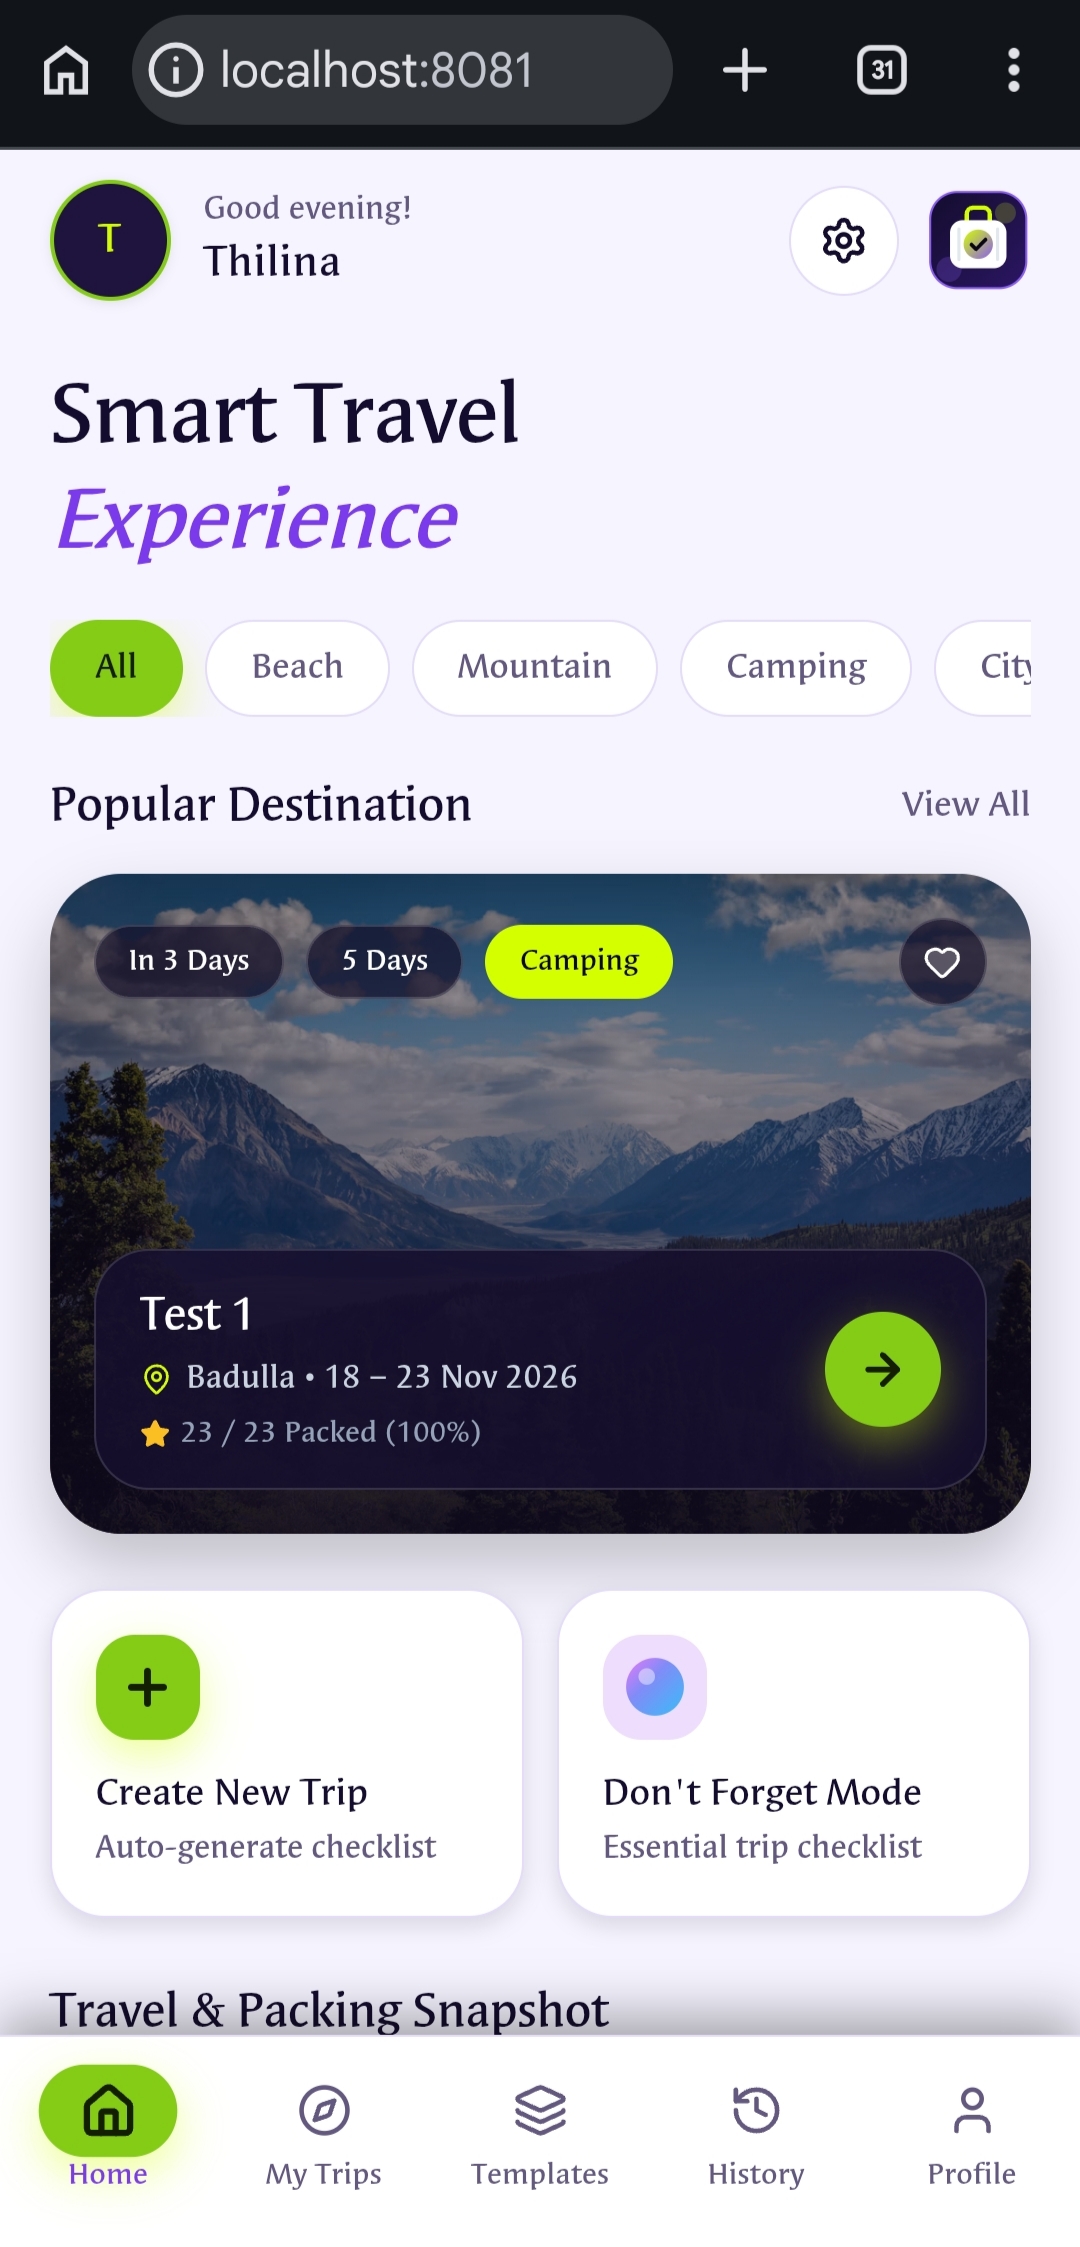 localhost:8081
31
T
Good evening!
Thilina
Smart Travel
Experience
All
Beach
Mountain
Camping
City
Popular Destination
View All
In 3 Days
5 Days
Camping
Test 1
Badulla • 18 – 23 Nov 2026
23 / 23 Packed (100%)
Create New Trip
Auto-generate checklist
Don't Forget Mode
Essential trip checklist
Travel & Packing Snapshot
Home
My Trips
Templates
History
Profile